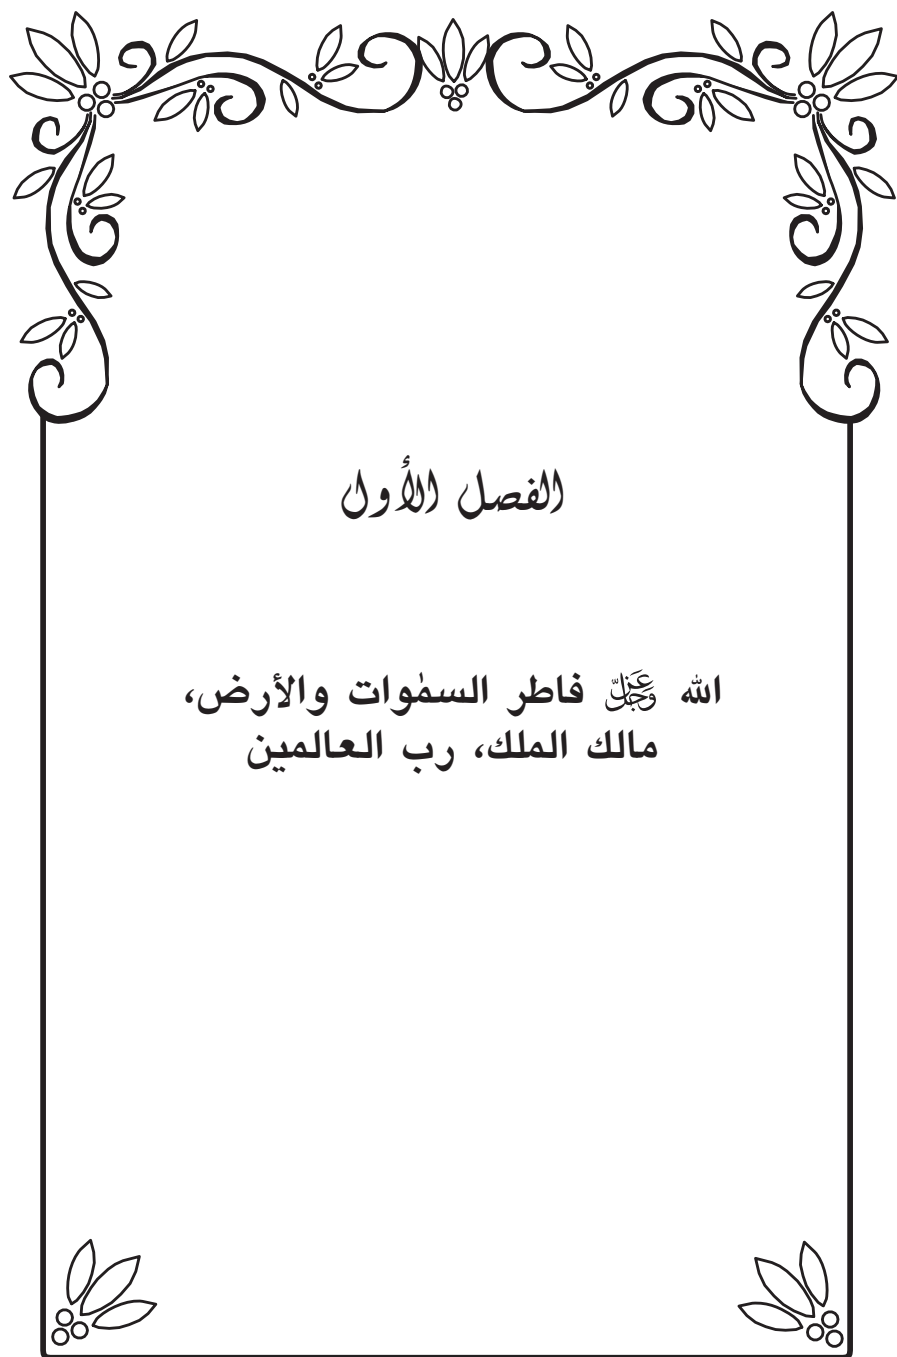 الفصل الأول
الله عَزَّ وَجَلَّ فاطر السمٰوات والأرض،
مالك الملك، رب العالمين